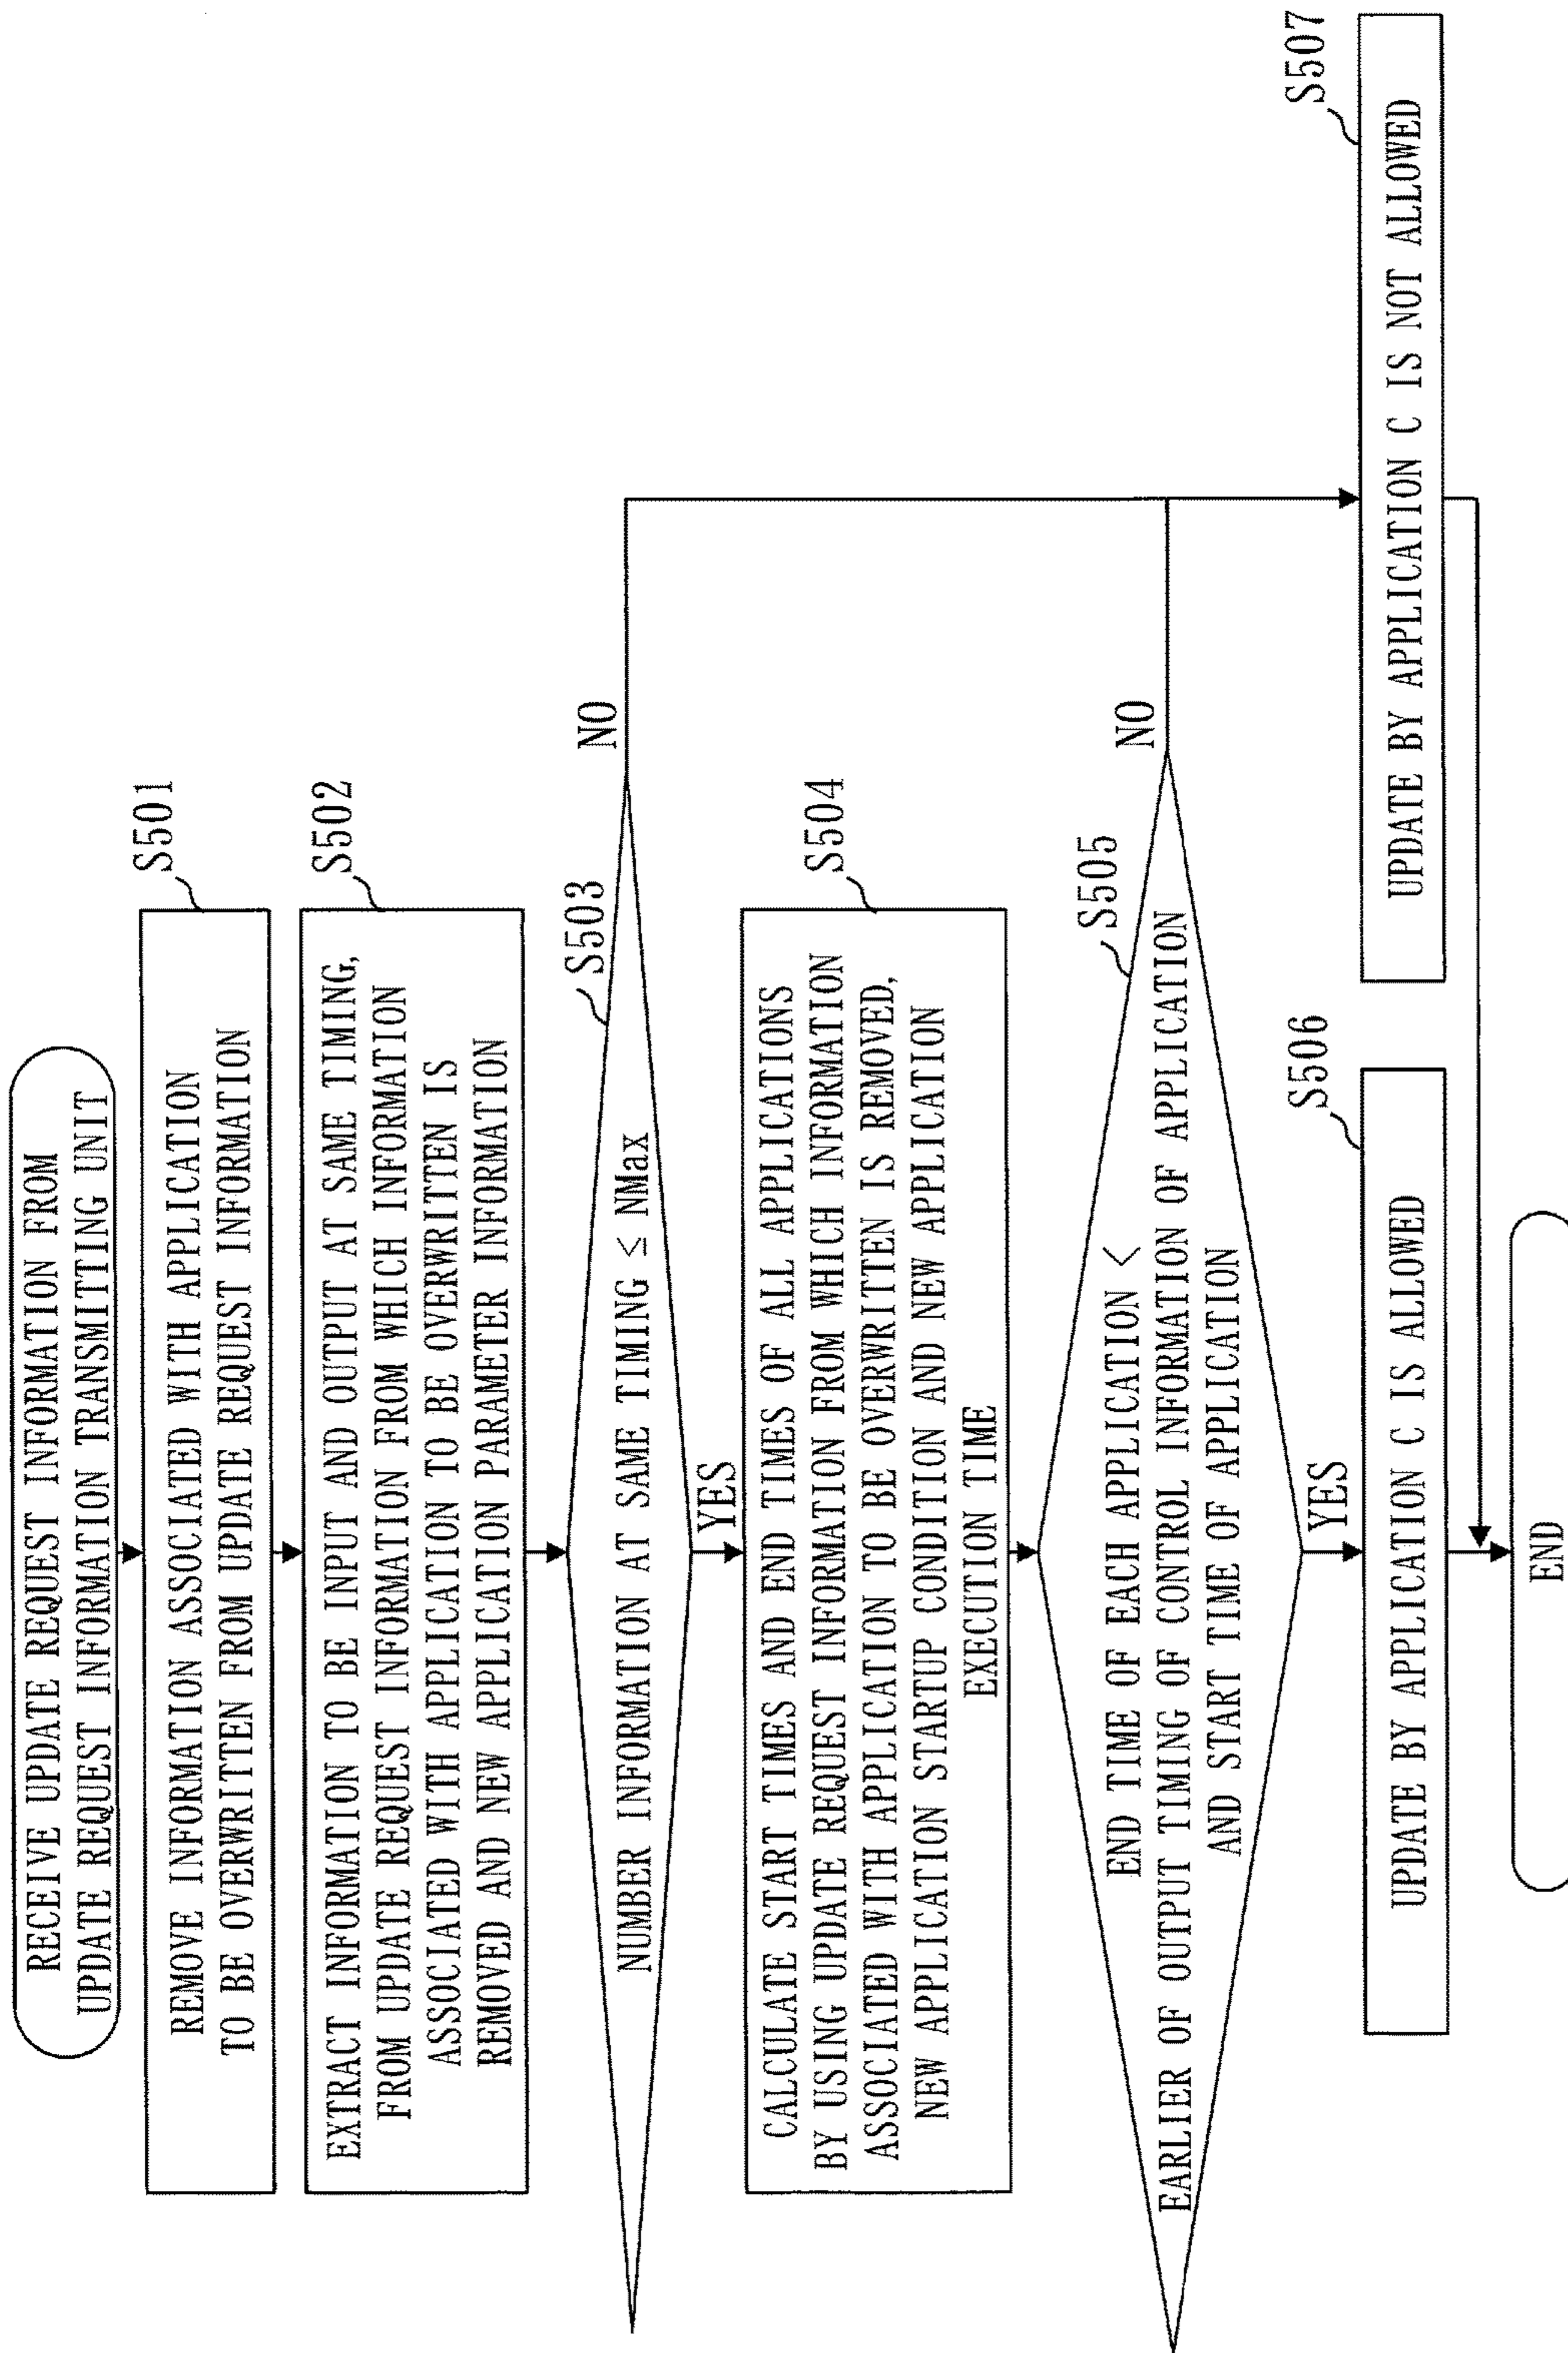 RECEIVE UPDATE REQUEST INFORMATION FROM
UPDATE REQUEST INFORMATION TRANSMITTING UNIT
S501
REMOVE INFORMATION ASSOCIATED WITH APPLICATION
TO BE OVERWRITTEN FROM UPDATE REQUEST INFORMATION
S502
EXTRACT INFORMATION TO BE INPUT AND OUTPUT AT SAME TIMING,
FROM UPDATE REQUEST INFORMATION FROM WHICH INFORMATION
ASSOCIATED WITH APPLICATION TO BE OVERWRITTEN IS
REMOVED AND NEW APPLICATION PARAMETER INFORMATION
S503
NUMBER INFORMATION AT SAME TIMING ≤ NMax
NO
YES
S504
CALCULATE START TIMES AND END TIMES OF ALL APPLICATIONS
BY USING UPDATE REQUEST INFORMATION FROM WHICH INFORMATION
ASSOCIATED WITH APPLICATION TO BE OVERWRITTEN IS REMOVED,
NEW APPLICATION STARTUP CONDITION AND NEW APPLICATION
EXECUTION TIME
S505
END TIME OF EACH APPLICATION <
EARLIER OF OUTPUT TIMING OF CONTROL INFORMATION OF APPLICATION
AND START TIME OF APPLICATION
NO
YES
S506
UPDATE BY APPLICATION C IS ALLOWED
S507
UPDATE BY APPLICATION C IS NOT ALLOWED
END